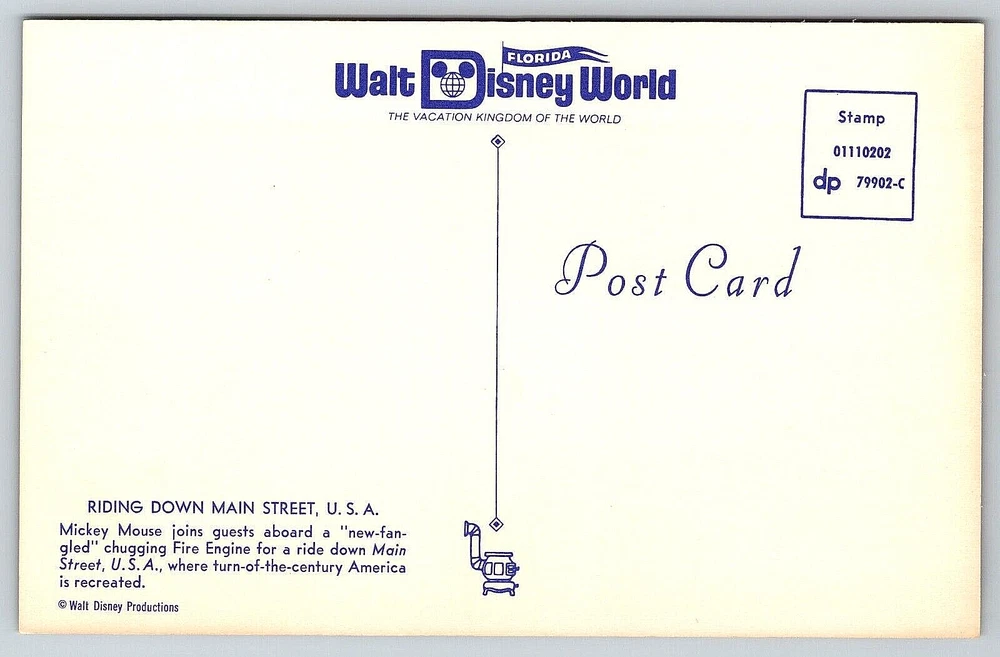 FLORIDA
Walt Disney World
THE VACATION KINGDOM OF THE WORLD
Stamp
01110202
dp 79902-C
Post Card
RIDING DOWN MAIN STREET, U. S. A.
Mickey Mouse joins guests aboard a "new-fan-
gled" chugging Fire Engine for a ride down Main
Street, U.S.A., where turn-of-the-century America
is recreated.
© Walt Disney Productions